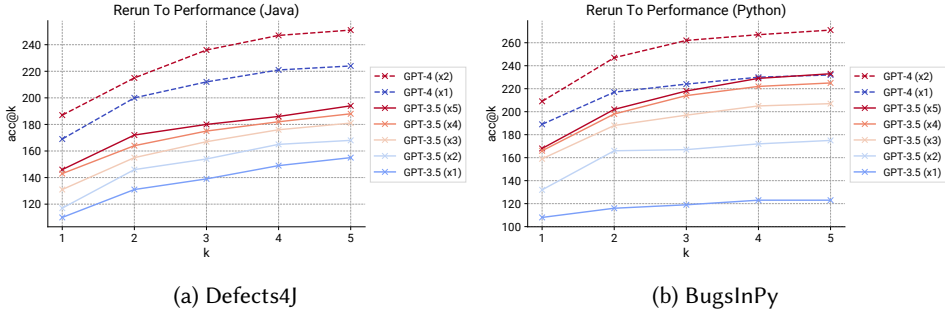 Rerun To Performance (Java)
acc@k
240
220
200
180
160
140
120
1 2 3 4 5
k
GPT-4 (x2)
GPT-4 (x1)
GPT-3.5 (x5)
GPT-3.5 (x4)
GPT-3.5 (x3)
GPT-3.5 (x2)
GPT-3.5 (x1)
(a) Defects4J
Rerun To Performance (Python)
acc@k
260
240
220
200
180
160
140
120
100
1 2 3 4 5
k
GPT-4 (x2)
GPT-4 (x1)
GPT-3.5 (x5)
GPT-3.5 (x4)
GPT-3.5 (x3)
GPT-3.5 (x2)
GPT-3.5 (x1)
(b) BugsInPy